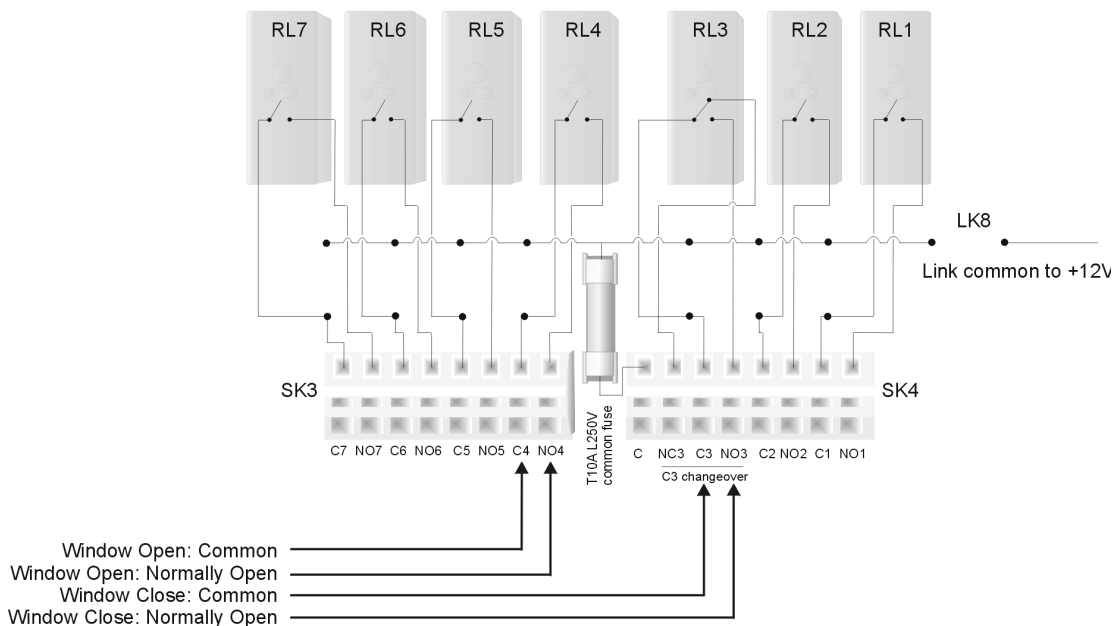 RL7 RL6 RL5 RL4 RL3 RL2 RL1
LK8
Link common to +12V
SK3
SK4
T10A L250V
common fuse
C7 NO7 C6 NO6 C5 NO5 C4 NO4
C NC3 C3 NO3 C2 NO2 C1 NO1
C3 changeover
Window Open: Common
Window Open: Normally Open
Window Close: Common
Window Close: Normally Open